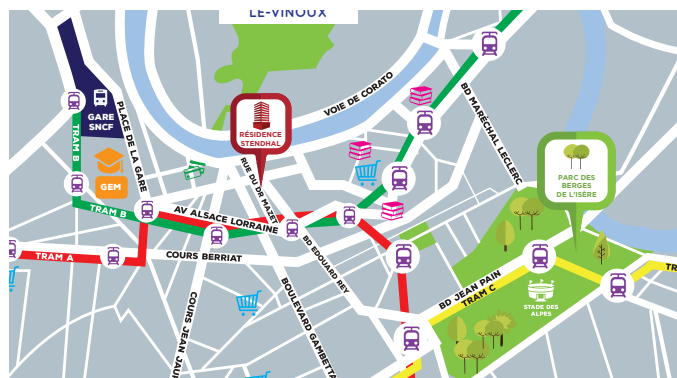 LE-VINOUX
VOIE DE CORATO
BD MARÉCHAL LECLERC
GARE
SNCF
PLACE DE LA GARE
RÉSIDENCE
STENDHAL
TRAM B
GEM
RUE DU DR MAZET
PARC DES
BERGES
DE L'ISÈRE
TRAM B
AV ALSACE LORRAINE
TRAM A
COURS BERRIAT
BD EDOUARD REY
BD JEAN PAIN
TRAM C
STADE DES
ALPES
BOULEVARD GAMBETTA
COURS JEAN JAUR
TR